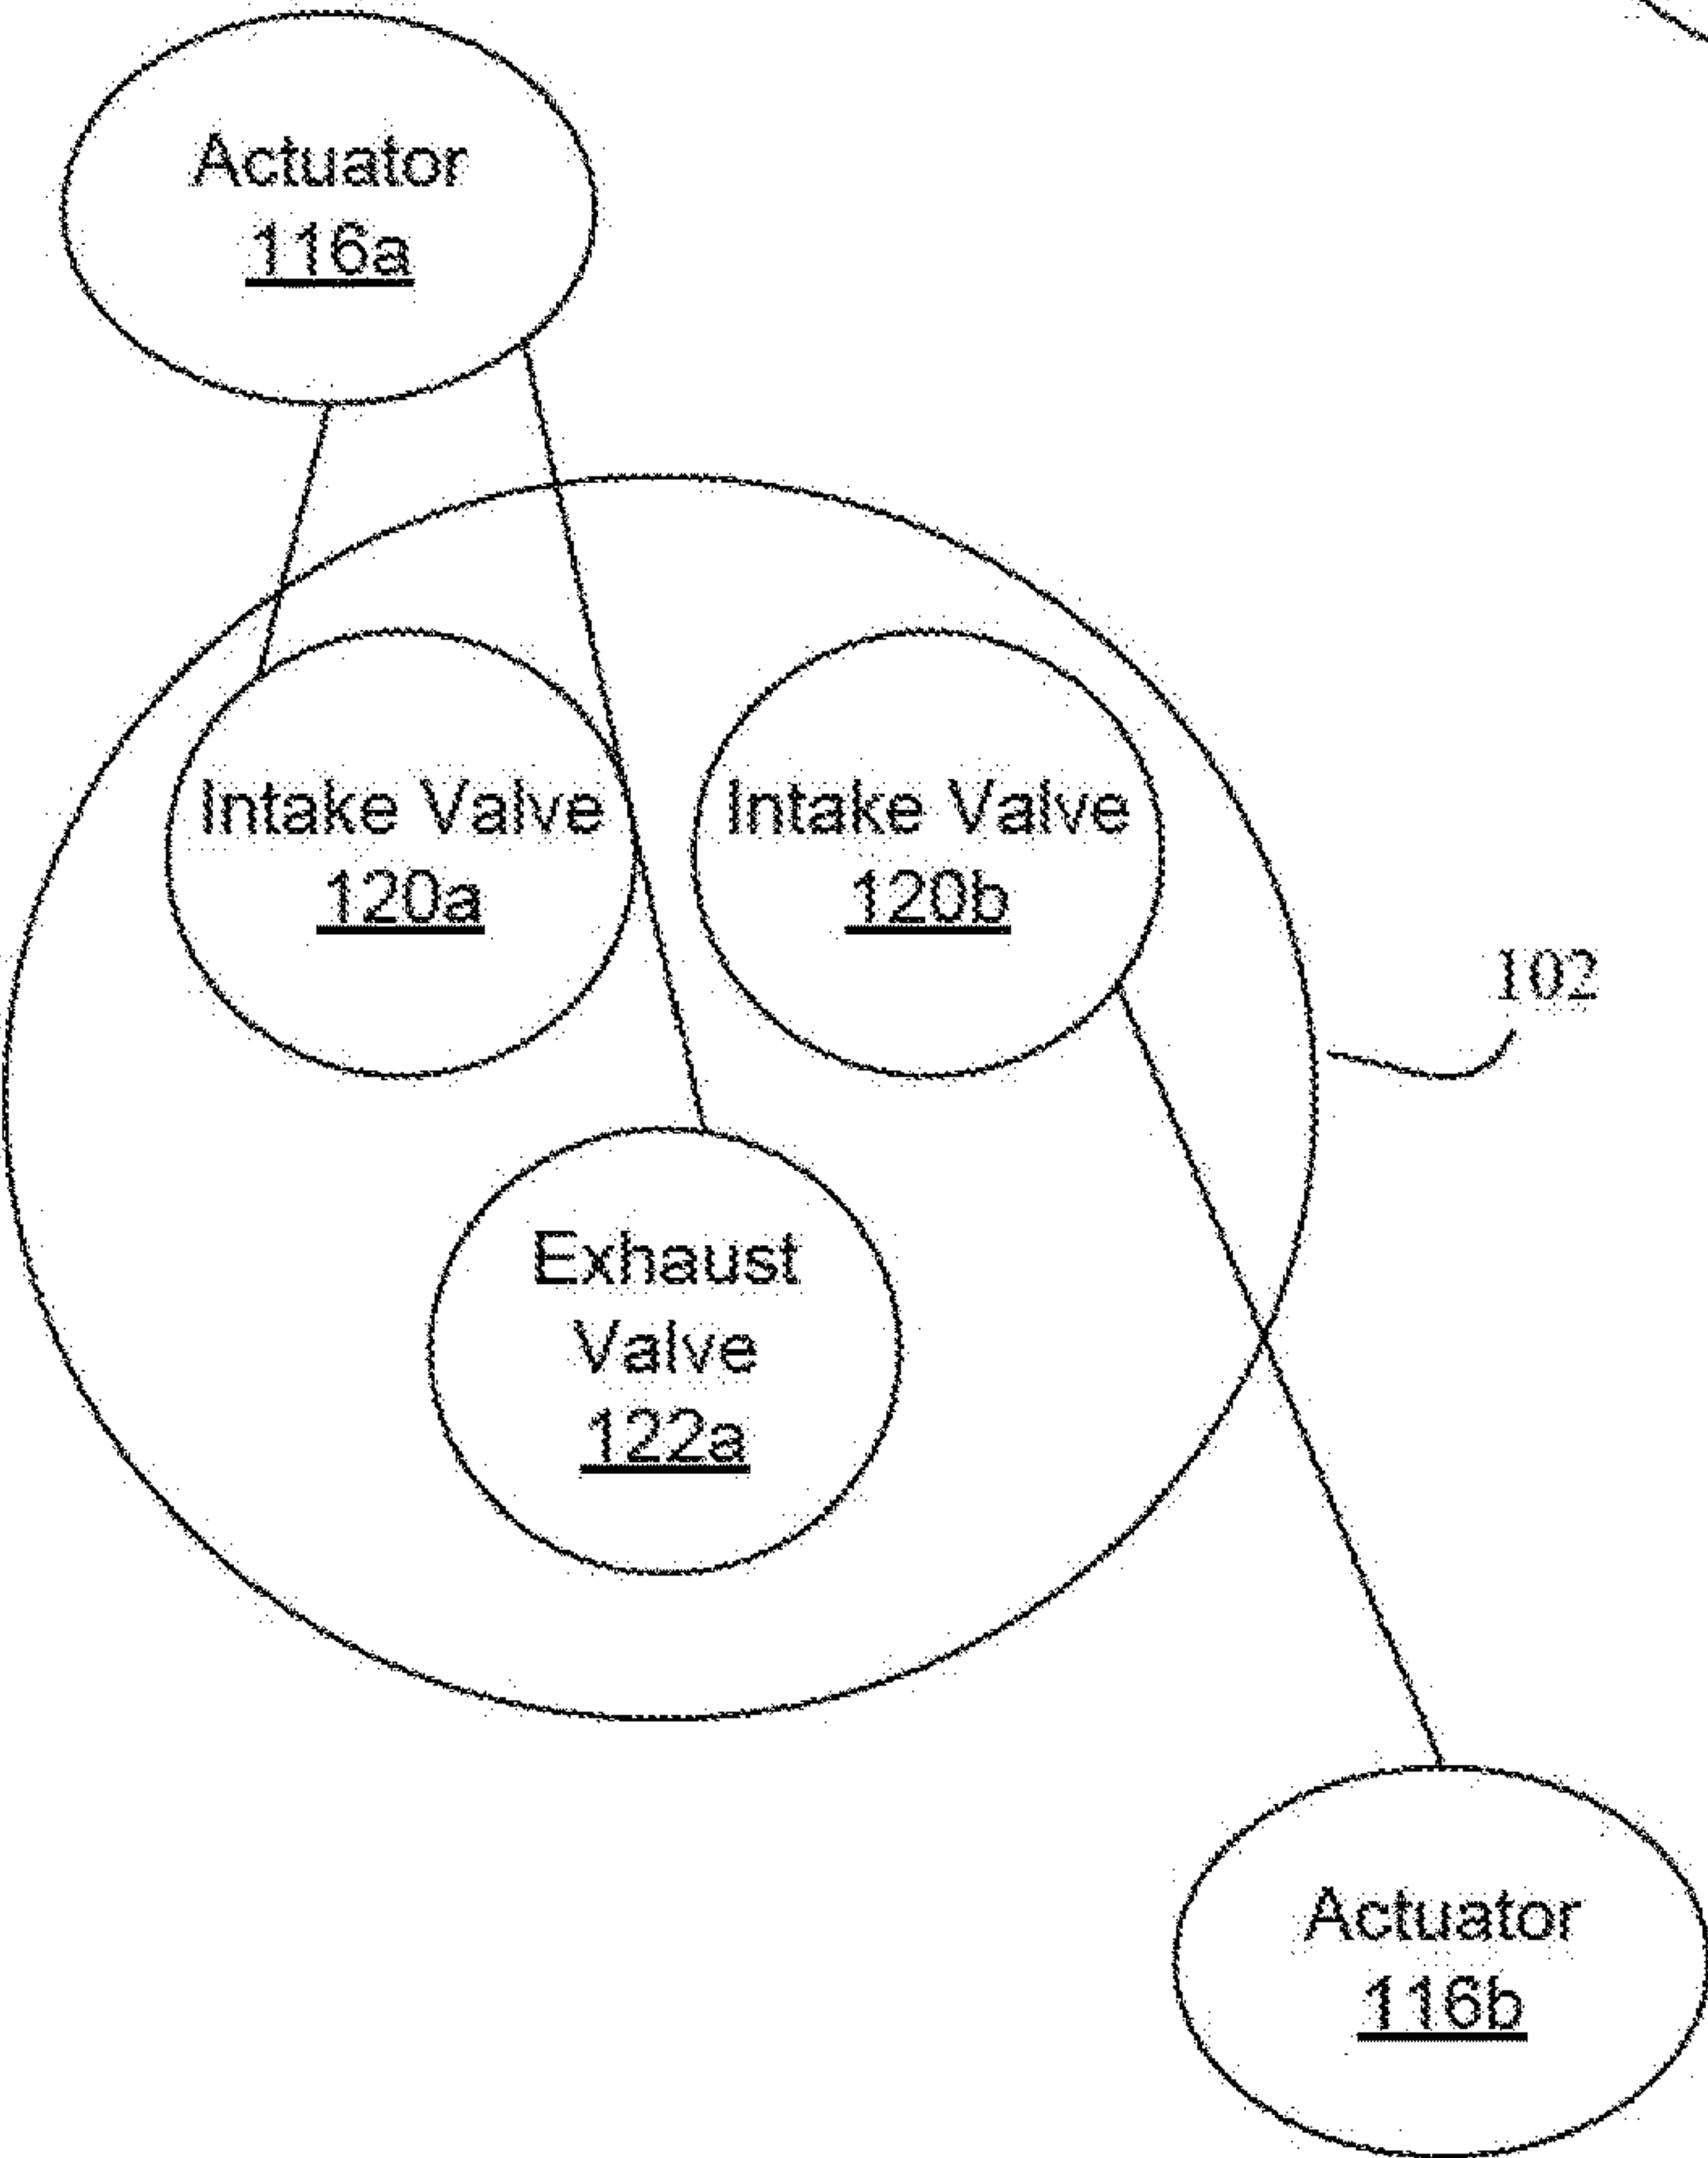 Actuator
116a
Intake Valve
120a
Intake Valve
120b
102
Exhaust
Valve
122a
Actuator
116b